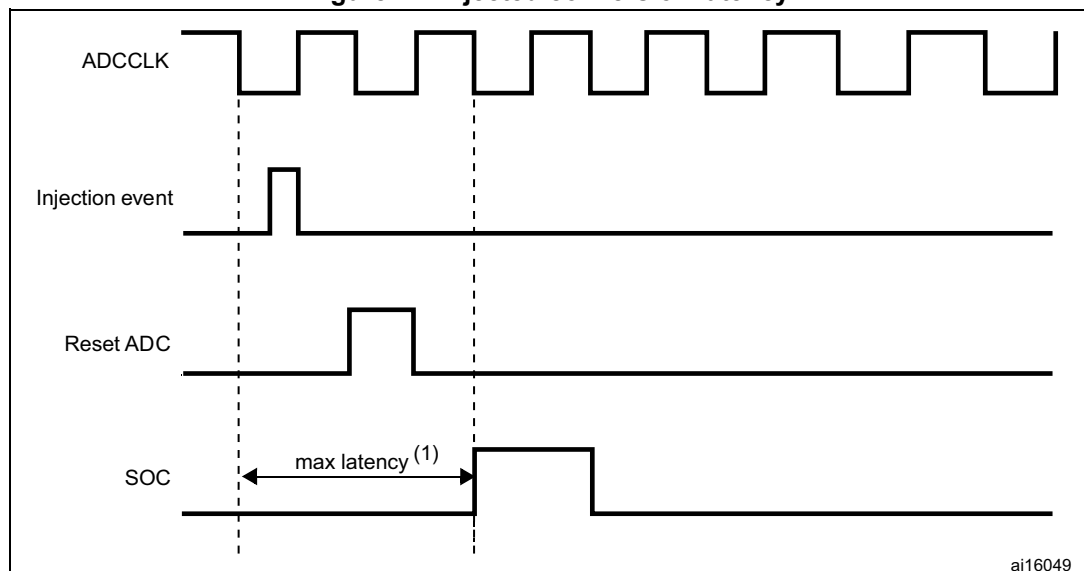 ADCCLK
Injection event
Reset ADC
max latency (1)
SOC
ai16049